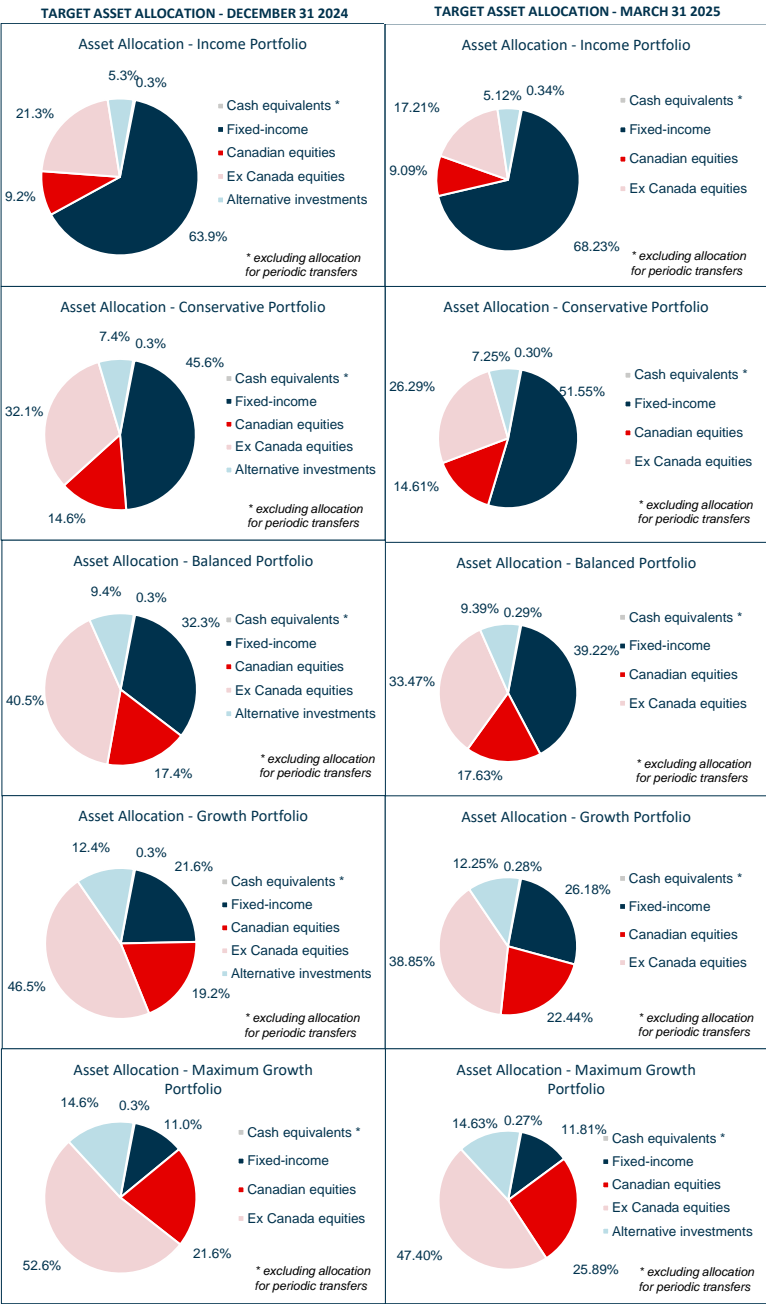 TARGET ASSET ALLOCATION - DECEMBER 31 2024
Asset Allocation - Income Portfolio
5.3%
0.3%
21.3%
9.2%
63.9%
Cash equivalents *
Fixed-income
Canadian equities
Ex Canada equities
Alternative investments
* excluding allocation
for periodic transfers
TARGET ASSET ALLOCATION - MARCH 31 2025
Asset Allocation - Income Portfolio
5.12%
0.34%
17.21%
9.09%
68.23%
Cash equivalents *
Fixed-income
Canadian equities
Ex Canada equities
* excluding allocation
for periodic transfers
Asset Allocation - Conservative Portfolio
7.4%
0.3%
45.6%
32.1%
14.6%
Cash equivalents *
Fixed-income
Canadian equities
Ex Canada equities
Alternative investments
* excluding allocation
for periodic transfers
Asset Allocation - Conservative Portfolio
7.25%
0.30%
51.55%
26.29%
14.61%
Cash equivalents *
Fixed-income
Canadian equities
Ex Canada equities
* excluding allocation
for periodic transfers
Asset Allocation - Balanced Portfolio
9.4%
0.3%
32.3%
40.5%
17.4%
Cash equivalents *
Fixed-income
Canadian equities
Ex Canada equities
Alternative investments
* excluding allocation
for periodic transfers
Asset Allocation - Balanced Portfolio
9.39%
0.29%
39.22%
33.47%
17.63%
Cash equivalents *
Fixed-income
Canadian equities
Ex Canada equities
* excluding allocation
for periodic transfers
Asset Allocation - Growth Portfolio
12.4%
0.3%
21.6%
46.5%
19.2%
Cash equivalents *
Fixed-income
Canadian equities
Ex Canada equities
Alternative investments
* excluding allocation
for periodic transfers
Asset Allocation - Growth Portfolio
12.25%
0.28%
26.18%
38.85%
22.44%
Cash equivalents *
Fixed-income
Canadian equities
Ex Canada equities
* excluding allocation
for periodic transfers
Asset Allocation - Maximum Growth
Portfolio
14.6%
0.3%
11.0%
52.6%
21.6%
Cash equivalents *
Fixed-income
Canadian equities
Ex Canada equities
* excluding allocation
for periodic transfers
Asset Allocation - Maximum Growth
Portfolio
14.63%
0.27%
11.81%
47.40%
25.89%
Cash equivalents *
Fixed-income
Canadian equities
Ex Canada equities
Alternative investments
* excluding allocation
for periodic transfers